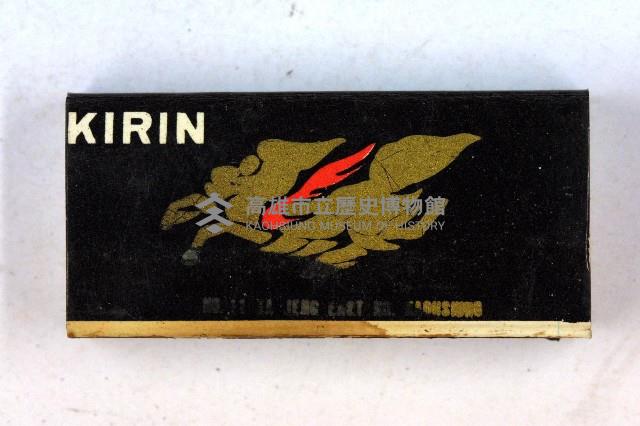 KIRIN
高雄市立歷史博物館
KAOHSIUNG MUSEUM OF HISTORY
KAOHSIUNG